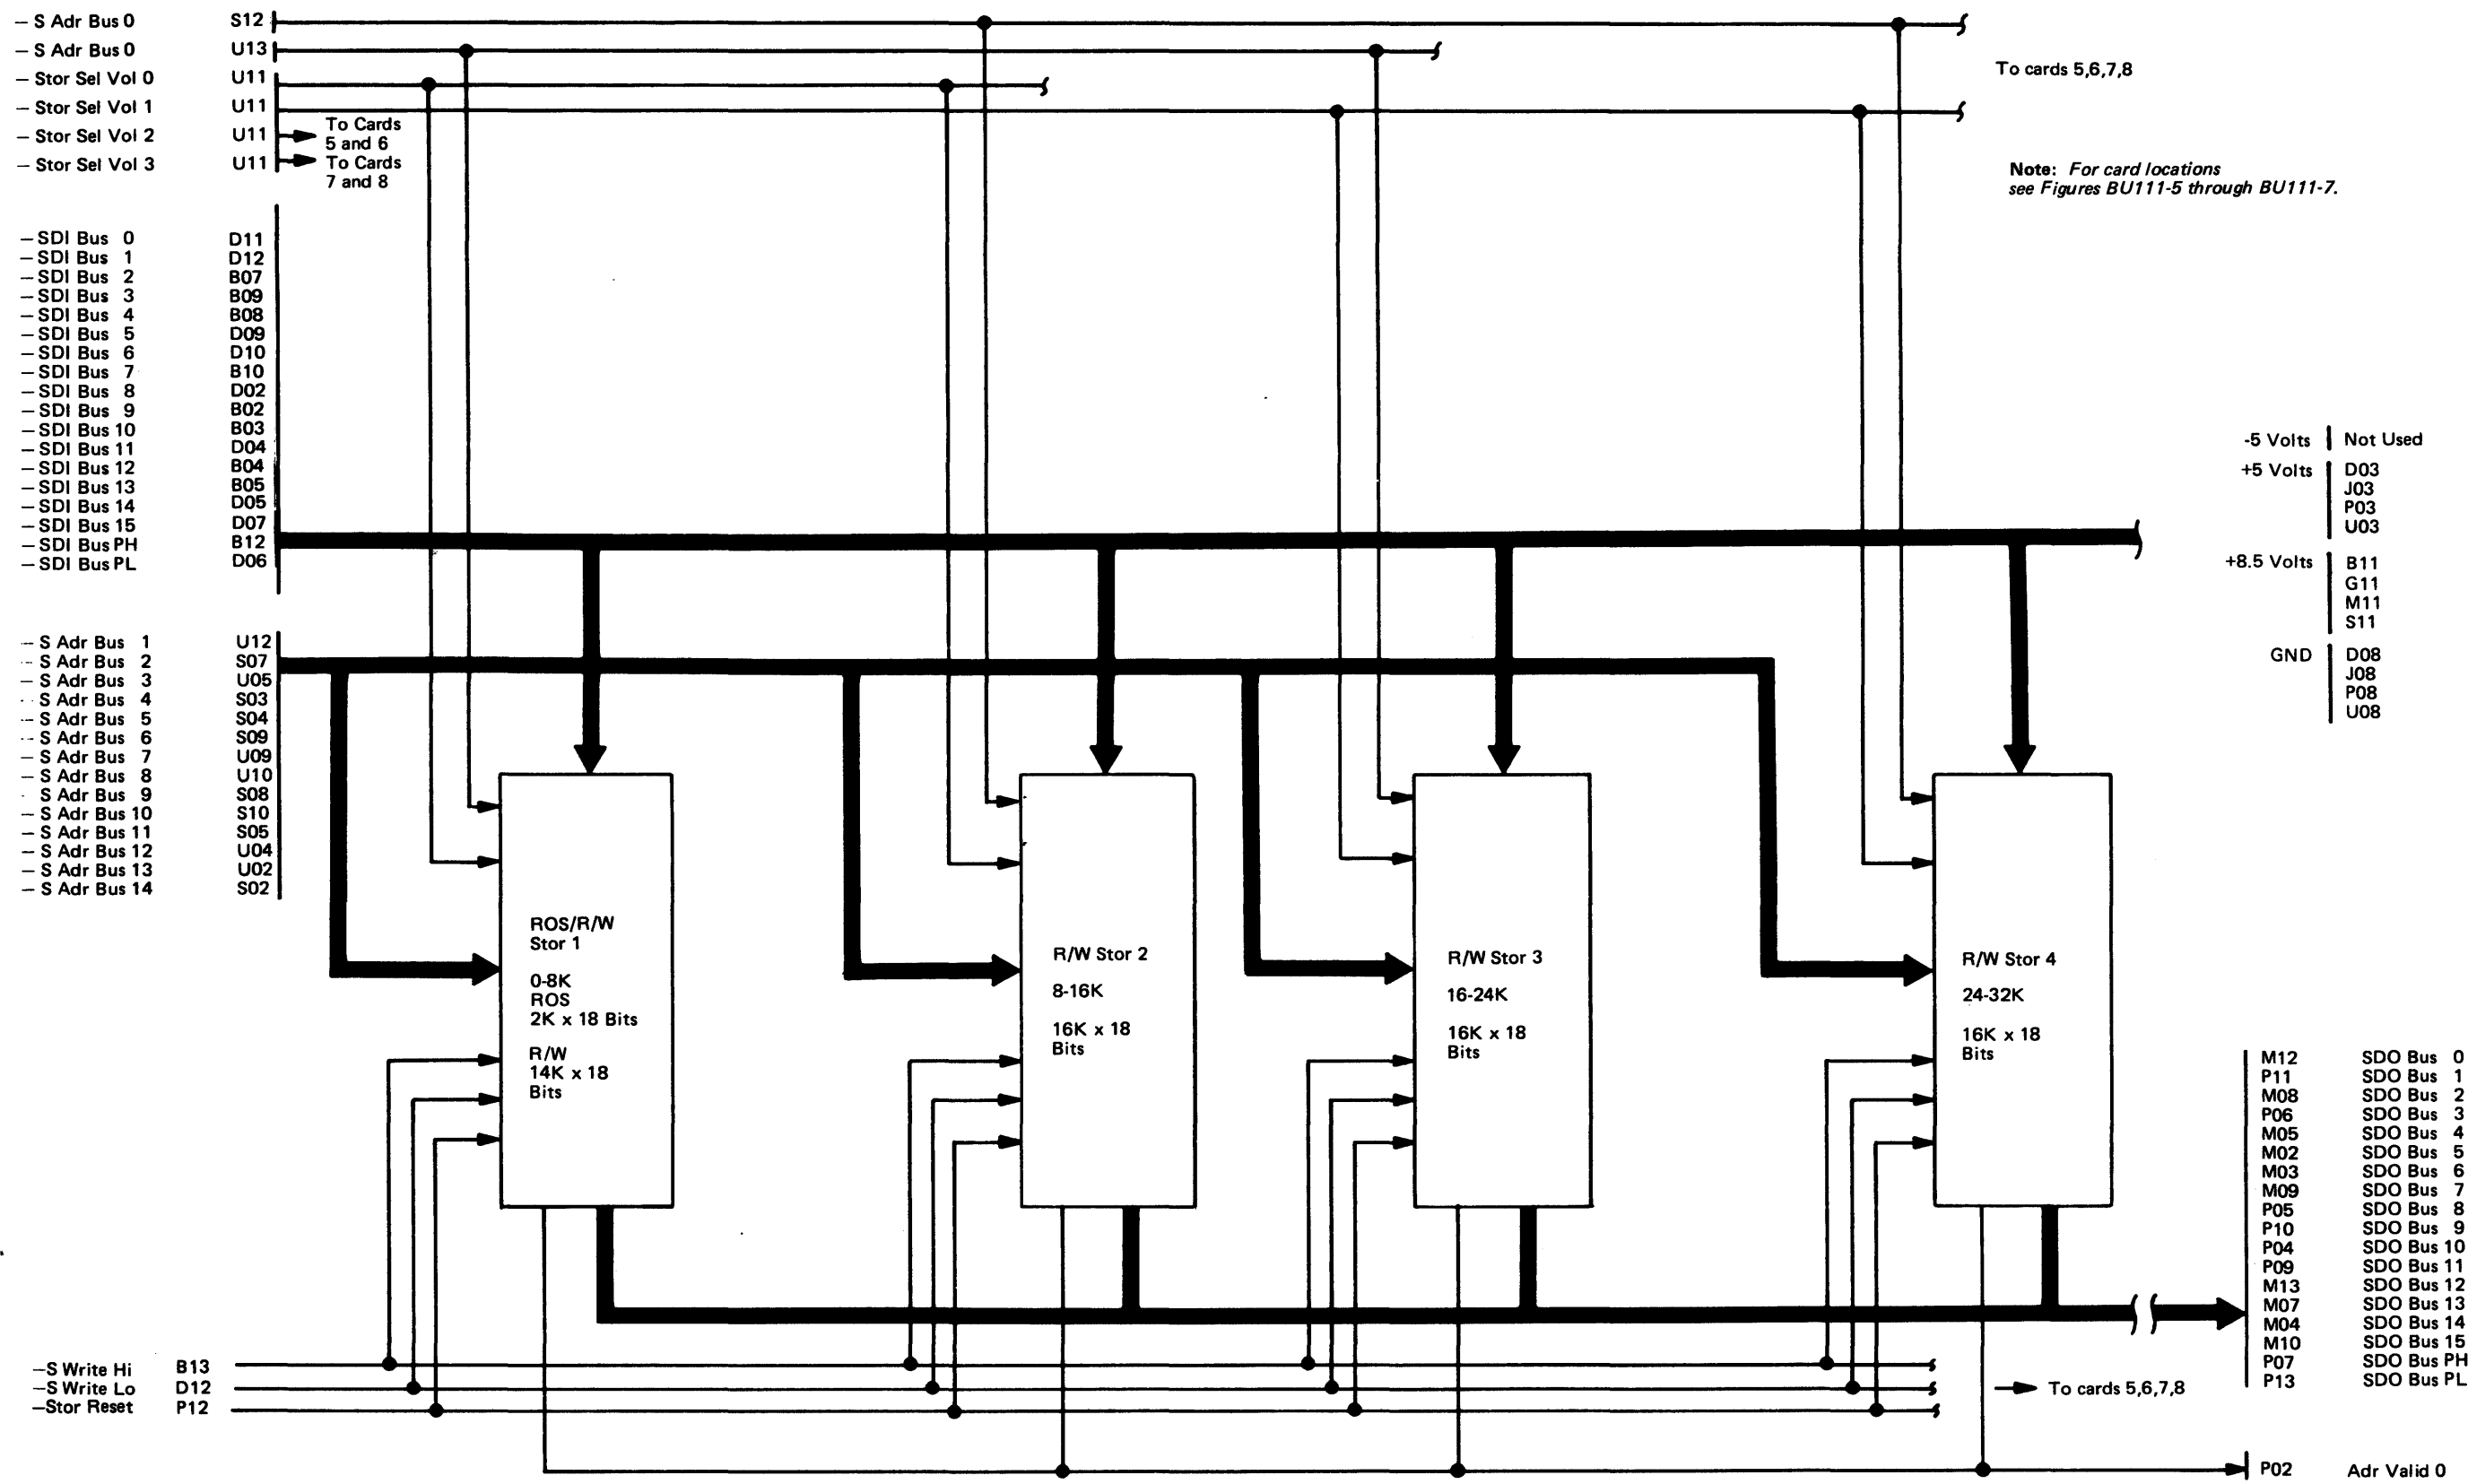 — S Adr Bus 0 S12
— S Adr Bus 0 U13
— Stor Sel Vol 0 U11
— Stor Sel Vol 1 U11
— Stor Sel Vol 2 U11
— Stor Sel Vol 3 U11
To Cards
5 and 6
To Cards
7 and 8
To cards 5,6,7,8
Note: For card locations
see Figures BU111-5 through BU111-7.
— SDI Bus 0 D11
— SDI Bus 1 D12
— SDI Bus 2 B07
— SDI Bus 3 B09
— SDI Bus 4 B08
— SDI Bus 5 D09
— SDI Bus 6 D10
— SDI Bus 7 B10
— SDI Bus 8 D02
— SDI Bus 9 B02
— SDI Bus 10 B03
— SDI Bus 11 D04
— SDI Bus 12 B04
— SDI Bus 13 B05
— SDI Bus 14 D05
— SDI Bus 15 D07
— SDI Bus PH B12
— SDI Bus PL D06
-5 Volts Not Used
+5 Volts D03
J03
P03
U03
+8.5 Volts B11
G11
M11
S11
GND D08
J08
P08
U08
— S Adr Bus 1 U12
— S Adr Bus 2 S07
— S Adr Bus 3 U05
— S Adr Bus 4 S03
— S Adr Bus 5 S04
— S Adr Bus 6 S09
— S Adr Bus 7 U09
— S Adr Bus 8 U10
— S Adr Bus 9 S08
— S Adr Bus 10 S10
— S Adr Bus 11 S05
— S Adr Bus 12 U04
— S Adr Bus 13 U02
— S Adr Bus 14 S02
ROS/R/W
Stor 1
0-8K
ROS
2K x 18 Bits
R/W
14K x 18
Bits
R/W Stor 2
8-16K
16K x 18
Bits
R/W Stor 3
16-24K
16K x 18
Bits
R/W Stor 4
24-32K
16K x 18
Bits
M12 SDO Bus 0
P11 SDO Bus 1
M08 SDO Bus 2
P06 SDO Bus 3
M05 SDO Bus 4
M02 SDO Bus 5
M03 SDO Bus 6
M09 SDO Bus 7
P05 SDO Bus 8
P10 SDO Bus 9
P04 SDO Bus 10
P09 SDO Bus 11
M13 SDO Bus 12
M07 SDO Bus 13
M04 SDO Bus 14
M10 SDO Bus 15
P07 SDO Bus PH
P13 SDO Bus PL
—S Write Hi B13
—S Write Lo D12
—Stor Reset P12
To cards 5,6,7,8
P02 Adr Valid 0